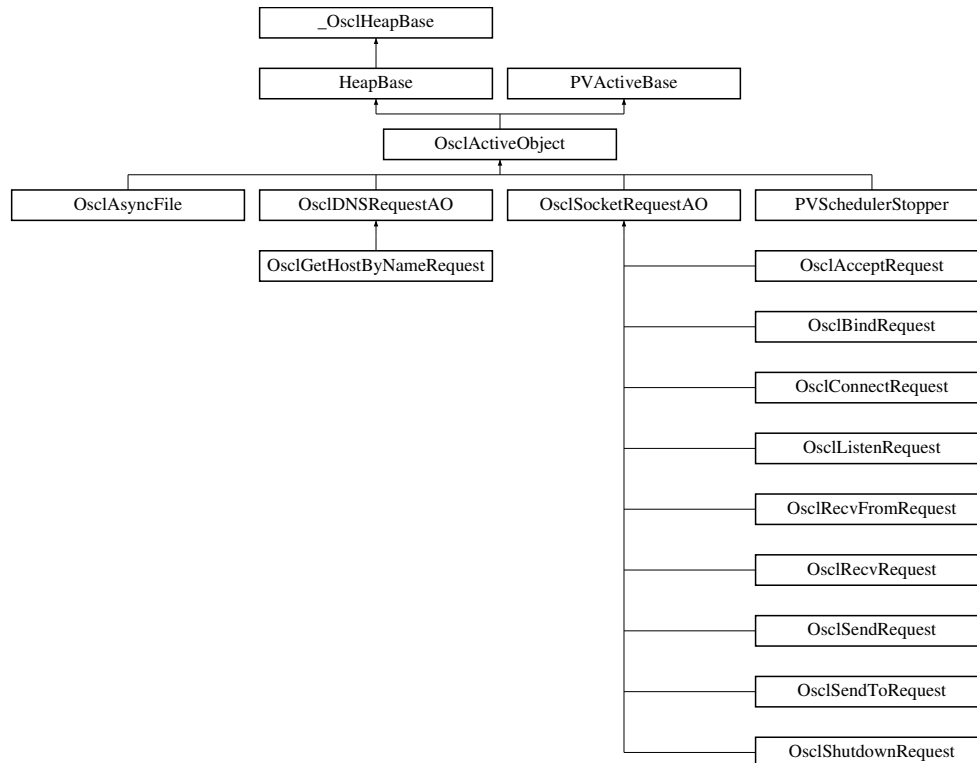 _OsclHeapBase
HeapBase
PVActiveBase
OsclActiveObject
OsclAsyncFile
OsclDNSRequestAO
OsclSocketRequestAO
PVSchedulerStopper
OsclGetHostByNameRequest
OsclAcceptRequest
OsclBindRequest
OsclConnectRequest
OsclListenRequest
OsclRecvFromRequest
OsclRecvRequest
OsclSendRequest
OsclSendToRequest
OsclShutdownRequest